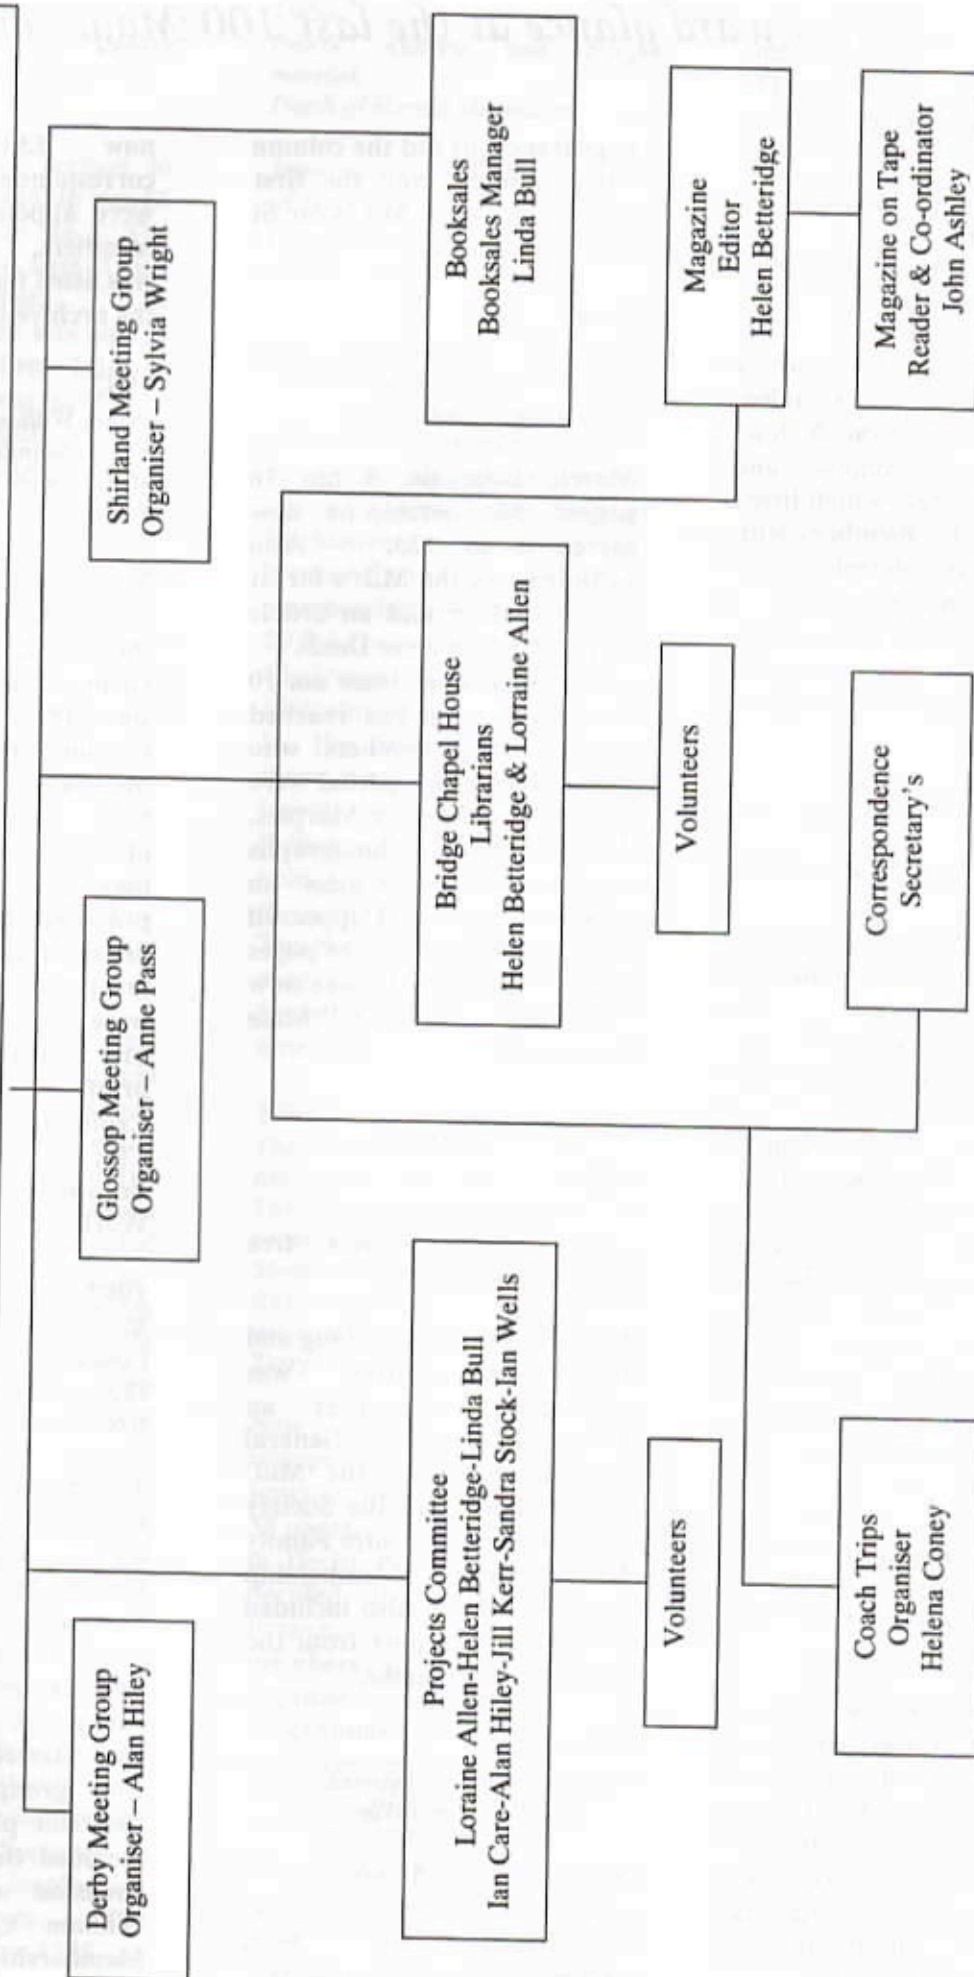 Derby Meeting Group
Organiser – Alan Hiley
Glossop Meeting Group
Organiser – Anne Pass
Shirland Meeting Group
Organiser – Sylvia Wright
Projects Committee
Loraine Allen-Helen Betteridge-Linda Bull
Ian Care-Alan Hiley-Jill Kerr-Sandra Stock-Ian Wells
Bridge Chapel House
Librarians
Helen Betteridge & Lorraine Allen
Booksales
Booksales Manager
Linda Bull
Volunteers
Volunteers
Magazine
Editor
Helen Betteridge
Coach Trips
Organiser
Helena Coney
Correspondence
Secretary's
Magazine on Tape
Reader & Co-ordinator
John Ashley